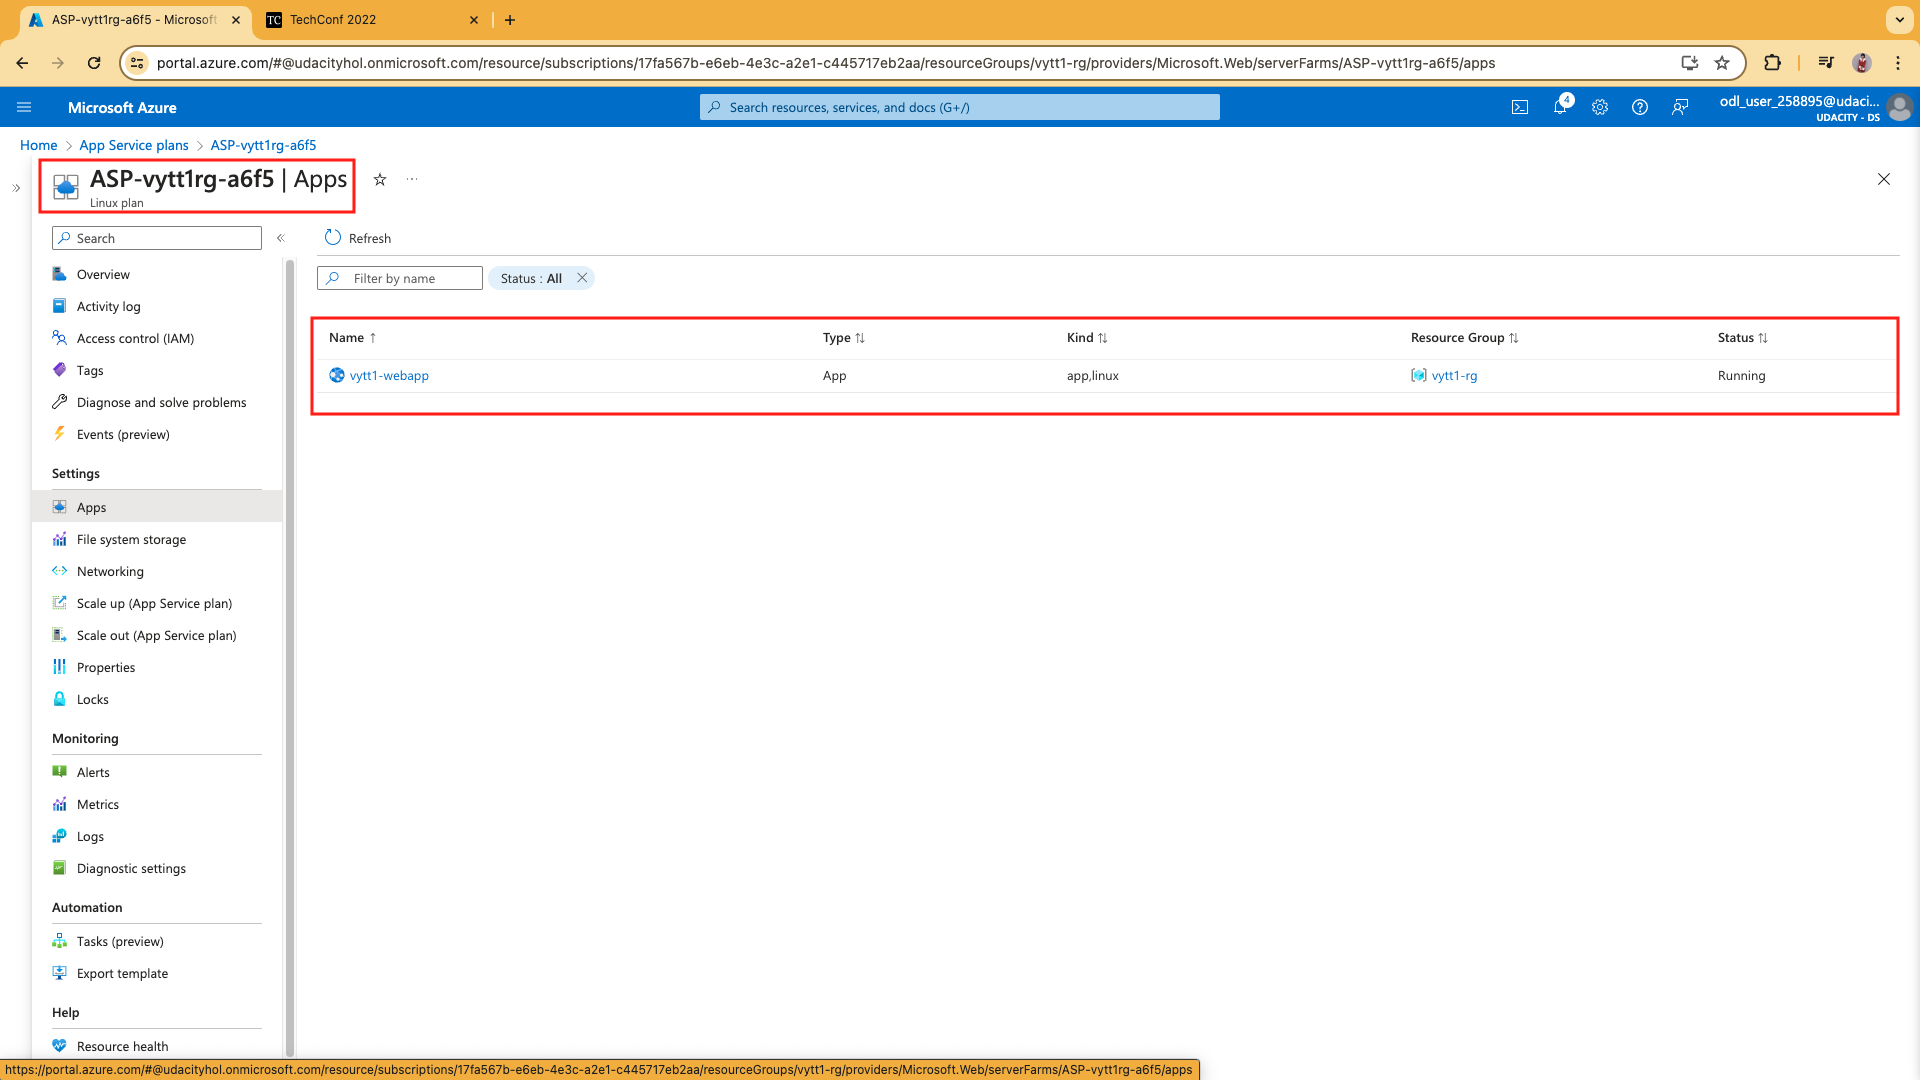 ASP-vytt1rg-a6f5 - Microsoft
TC TechConf 2022
portal.azure.com/#@udacityhol.onmicrosoft.com/resource/subscriptions/17fa567b-e6eb-4e3c-a2e1-c445717eb2aa/resourceGroups/vytt1-rg/providers/Microsoft.Web/serverFarms/ASP-vytt1rg-a6f5/apps
Microsoft Azure
Search resources, services, and docs (G+/)
4
odl_user_258895@udaci...
UDACITY - DS
Home > App Service plans > ASP-vytt1rg-a6f5
ASP-vytt1rg-a6f5 | Apps
Linux plan
Search
Refresh
Filter by name
Status : All
Name Type Kind Resource Group Status
vytt1-webapp App app,linux vytt1-rg Running
Overview
Activity log
Access control (IAM)
Tags
Diagnose and solve problems
Events (preview)
Settings
Apps
File system storage
Networking
Scale up (App Service plan)
Scale out (App Service plan)
Properties
Locks
Monitoring
Alerts
Metrics
Logs
Diagnostic settings
Automation
Tasks (preview)
Export template
Help
Resource health
https://portal.azure.com/#@udacityhol.onmicrosoft.com/resource/subscriptions/17fa567b-e6eb-4e3c-a2e1-c445717eb2aa/resourceGroups/vytt1-rg/providers/Microsoft.Web/serverFarms/ASP-vytt1rg-a6f5/apps